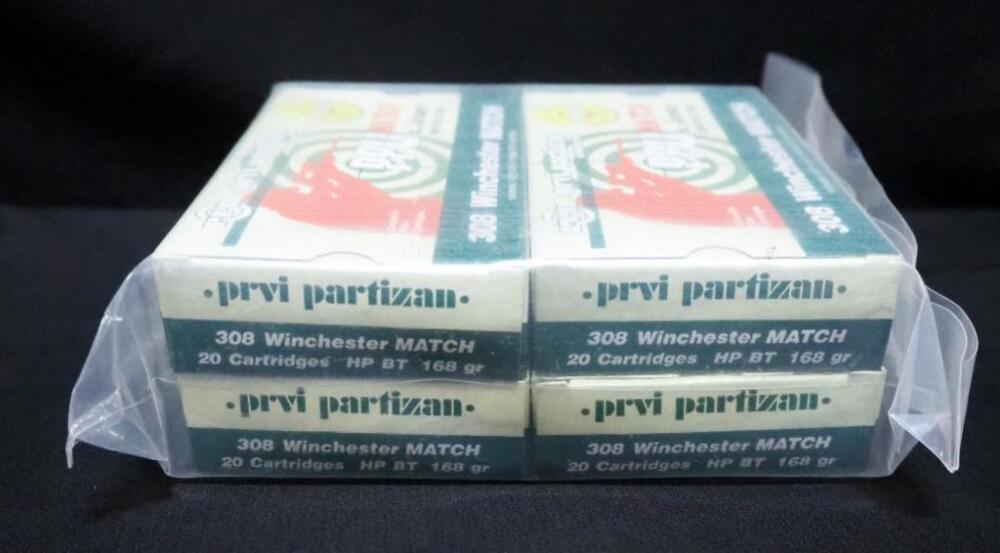 308 Winchester MATCH
308 Winchester MATCH
•prvi partizan•
308 Winchester MATCH
20 Cartridges HP BT 168 gr
•prvi partizan•
308 Winchester MATCH
20 Cartridges HP BT 168 gr
•prvi partizan•
308 Winchester MATCH
20 Cartridges HP BT 168 gr
•prvi partizan•
308 Winchester MATCH
20 Cartridges HP BT 168 gr